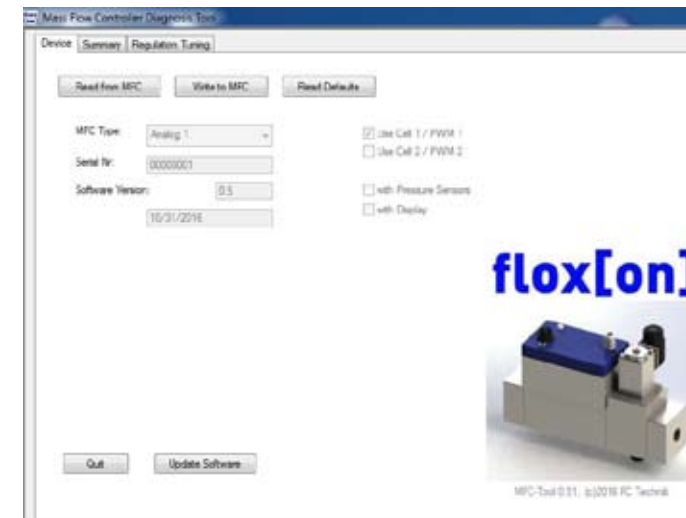 Mass Flow Controller Diagnosis Tool
Device Summary Regulation Tuning
Read from MFC Write to MFC Read Defaults
MFC Type: Analog 1
Use Cell 1 / PWM 1
Use Cell 2 / PWM 2
Serial Nr: 00000001
Software Version: 0.5
with Pressure Sensors
10/31/2016
with Display
flox[on]
Quit Update Software
MFC-Tool 0.31, (c)2016 FC Technik